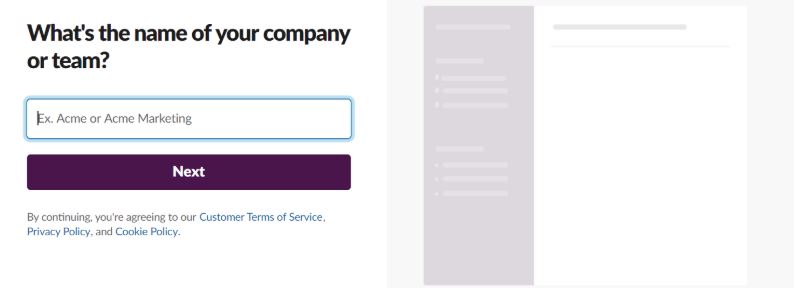 What's the name of your company
or team?
Ex. Acme or Acme Marketing
Next
By continuing, you're agreeing to our Customer Terms of Service,
Privacy Policy, and Cookie Policy.